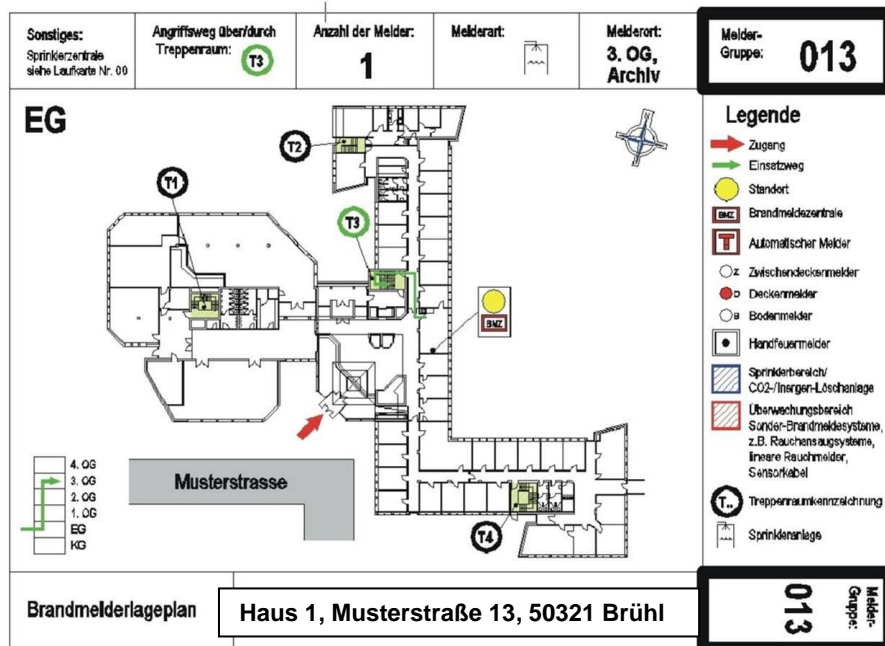 Sonstiges:
Sprinklerzentrale
siehe Laufkarte Nr. 00
Angriffsweg über/durch
Treppenraum:
T3
Anzahl der Melder:
1
Melderart:
Melderort:
3. OG,
Archiv
Melder-
Gruppe:
013
EG
T2
T1
T3
BMZ
T4
Musterstrasse
4. OG
3. OG
2. OG
1. OG
EG
KG
Legende
Zugang
Einsatzweg
Standort
BMZ
Brandmeldezentrale
T
Automatischer Melder
Z
Zwischendeckenmelder
D
Deckenmelder
B
Bodenmelder
Handfeuermelder
Sprinklerbereich/
CO2-/Inergen-Löschanlage
Überwachungsbereich
Sonder-Brandmeldesysteme,
z.B. Rauchansaugsysteme,
lineare Rauchmelder,
Sensorkabel
T..
Treppenraumkennzeichnung
Sprinkleranlage
Brandmelderlageplan
Haus 1, Musterstraße 13, 50321 Brühl
Melder-
Gruppe:
013